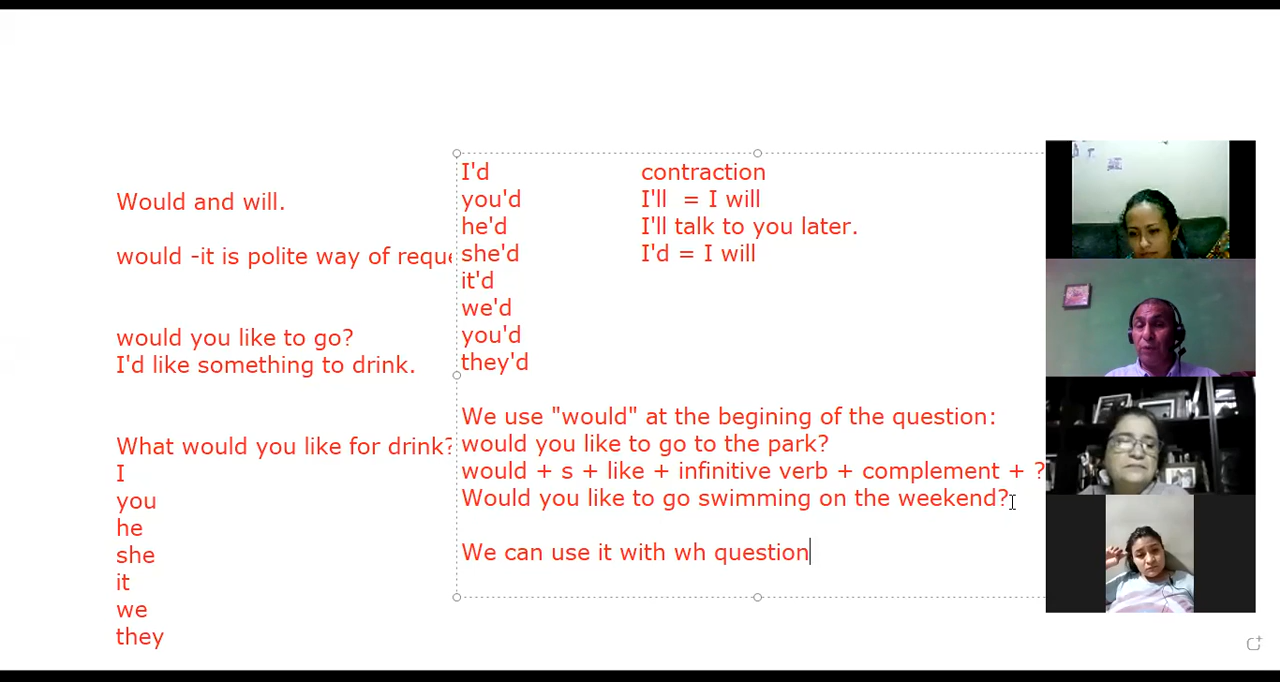 Would and will.
would -it is polite way of reque
would you like to go?
I'd like something to drink.
What would you like for drink?
I
you
he
she
it
we
they
I'd
you'd
he'd
she'd
it'd
we'd
you'd
they'd
contraction
I'll = I will
I'll talk to you later.
I'd = I will
We use "would" at the begining of the question:
would you like to go to the park?
would + s + like + infinitive verb + complement + ?
Would you like to go swimming on the weekend?
We can use it with wh question